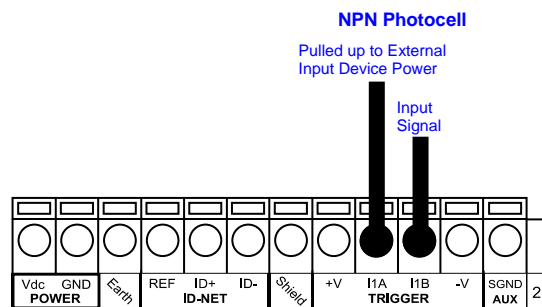 NPN Photocell
Pulled up to External
Input Device Power
Input
Signal
Vdc GND Earth REF ID+ ID- Shield +V I1A I1B -V SGND
POWER ID-NET TRIGGER AUX 2